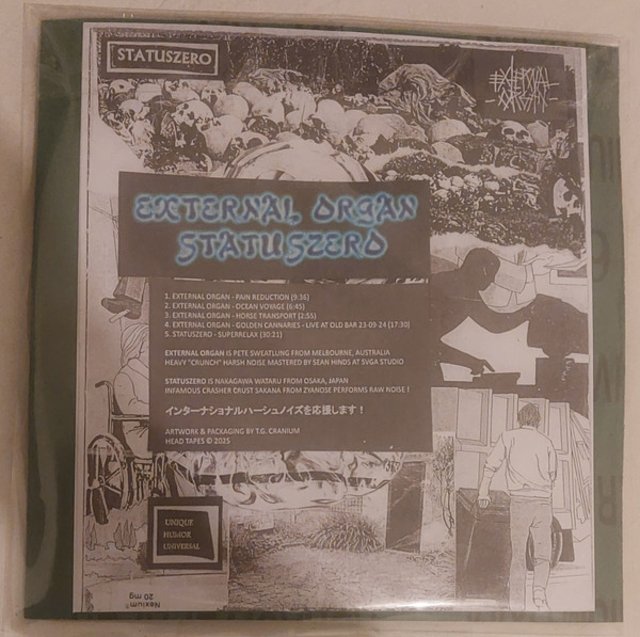 STATUSZERO
EXTERNAL ORGAN
EXTERNAL ORGAN
STATUSZERO
1. EXTERNAL ORGAN - PAIN REDUCTION (9:36)
2. EXTERNAL ORGAN - OCEAN VOYAGE (6:45)
3. EXTERNAL ORGAN - HORSE TRANSPORT (2:55)
4. EXTERNAL ORGAN - GOLDEN CANNARIES - LIVE AT OLD BAR 23-09-24 (17:30)
5. STATUSZERO - SUPERRELAX (30:21)
EXTERNAL ORGAN IS PETE SWEATLUNG FROM MELBOURNE, AUSTRALIA
HEAVY "CRUNCH" HARSH NOISE MASTERED BY SEAN HINDS AT SVGA STUDIO
STATUSZERO IS NAKAGAWA WATARU FROM OSAKA, JAPAN
INFAMOUS CRASHER CRUST SAKANA FROM ZYANOSE PERFORMS RAW NOISE !
インターナショナルハーシュノイズを応援します！
ARTWORK & PACKAGING BY T.G. CRANIUM
HEAD TAPES © 2025
UNIQUE
HUMOR
UNIVERSAL
Nexium®
20 mg